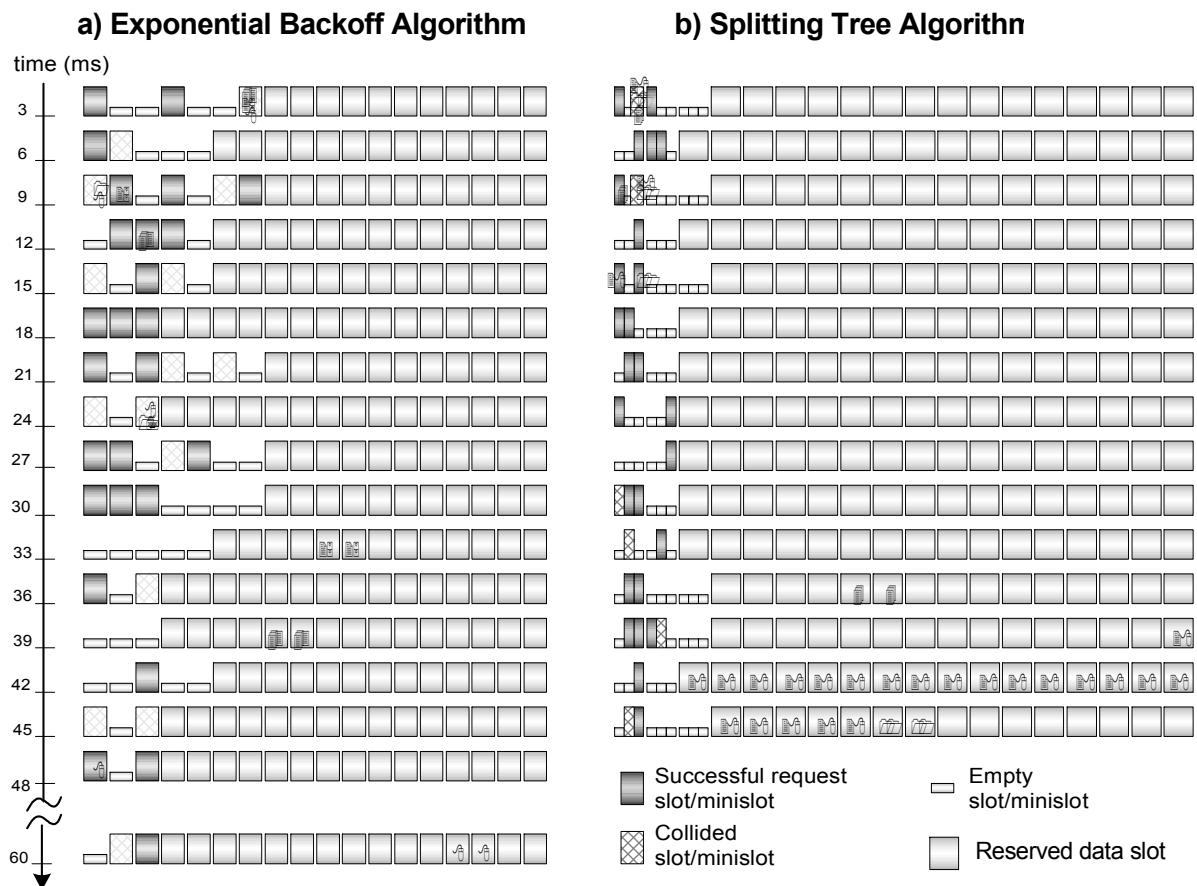 a) Exponential Backoff Algorithm
b) Splitting Tree Algorithm
time (ms)
3
6
9
12
15
18
21
24
27
30
33
36
39
42
45
48
60
Successful request
slot/minislot
Empty
slot/minislot
Collided
slot/minislot
Reserved data slot